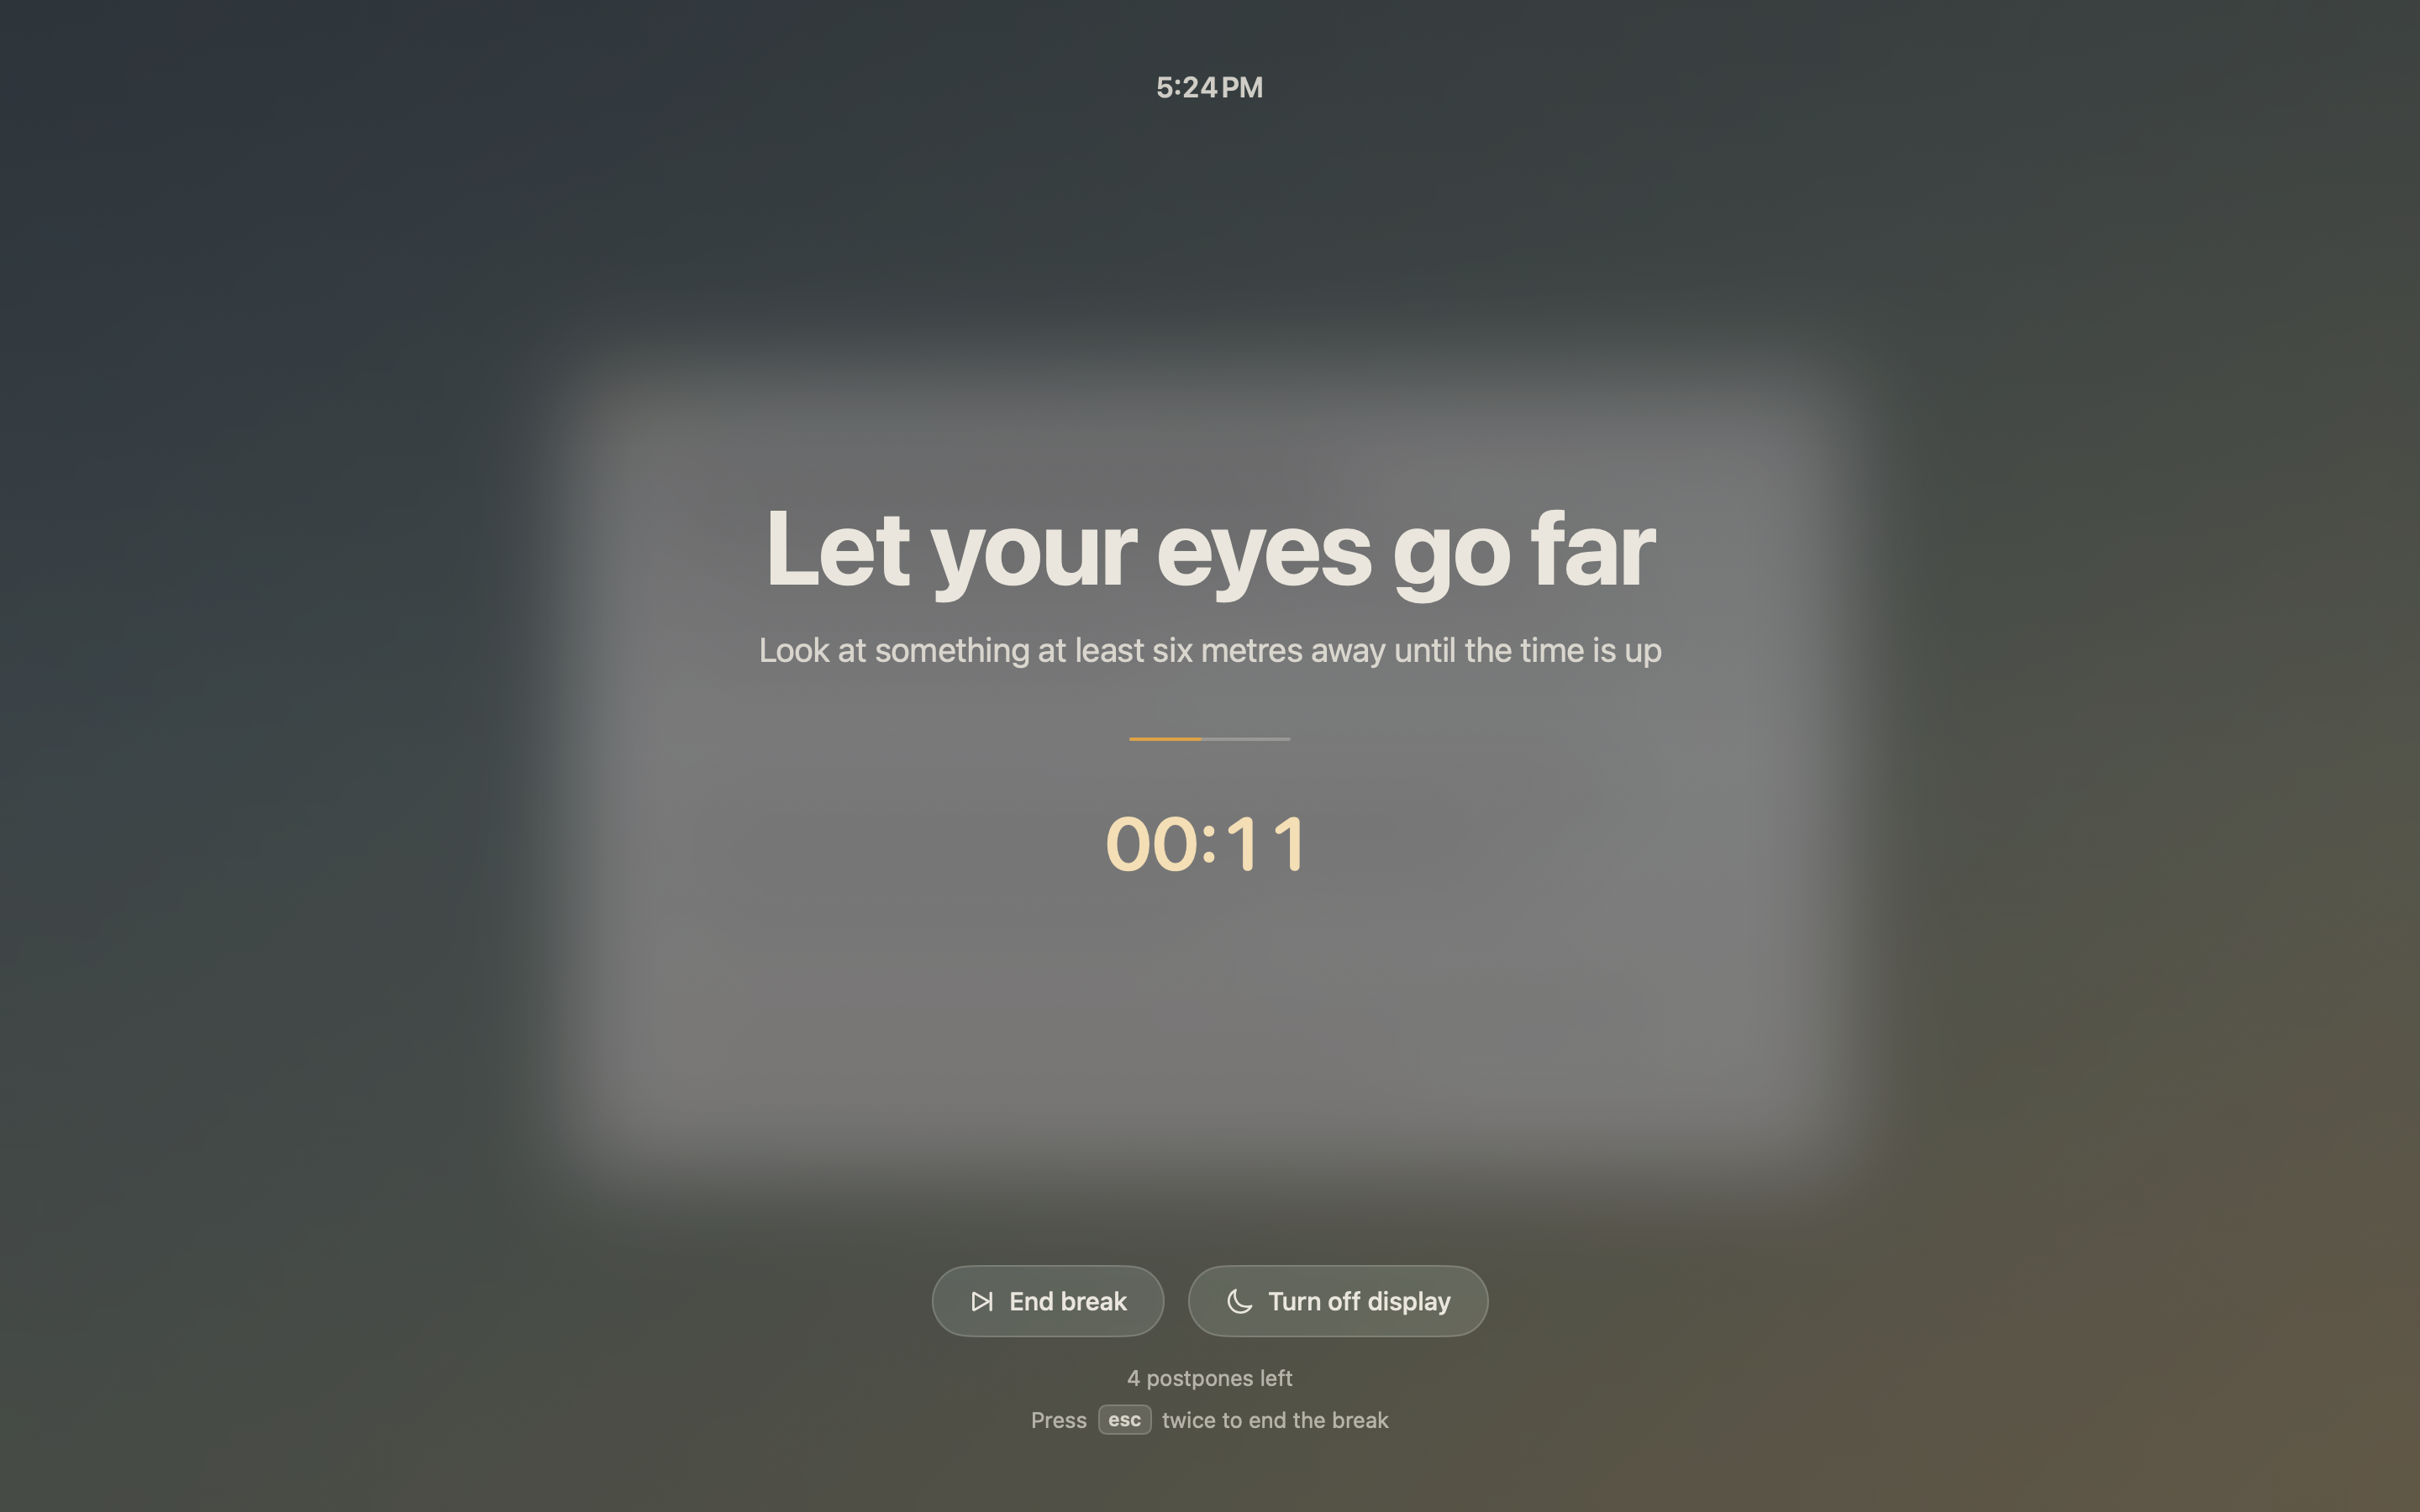 5:24 PM
Let your eyes go far
Look at something at least six metres away until the time is up
00:11
End break
Turn off display
4 postpones left
Press esc twice to end the break